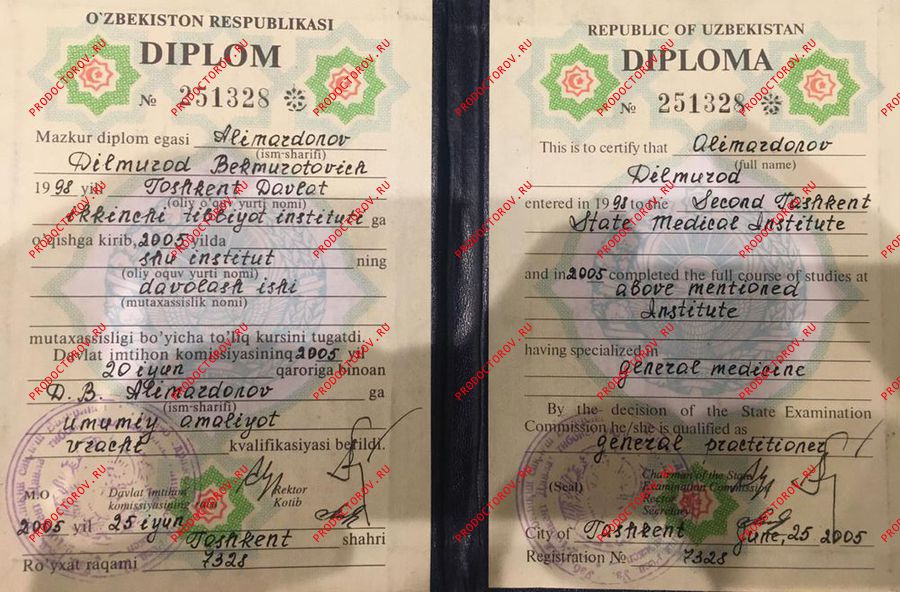 O'ZBEKISTON RESPUBLIKASI
DIPLOM
№ 251328
Mazkur diplom egasi Alimardonov
(ism-sharifi)
Dilmurod Bekmurotovich
1998 yili Toshkent Davlat
(oliy o'quv yurti nomi)
ikkinchi tibbiyot instituti ga
o'qishga kirib, 2005 yilda
shu institut ning
(oliy oquv yurti nomi)
davolash ishi
(mutaxassislik nomi)
mutaxassisligi bo'yicha to'liq kursini tugatdi.
Davlat imtihon komissiyasining 2005 yil
20 iyun qaroriga binoan
D.B. Alimardonov ga
(ism-sharifi)
umumiy amaliyot
vrachi kvalifikasiyasi berildi.
M.O Davlat imtihon
komissiyasining raisi
Rektor
Kotib
2005 yil 25 iyun
Toshkent shahri
Ro'yxat raqami 7328
REPUBLIC OF UZBEKISTAN
DIPLOMA
№ 251328
This is to certify that Alimardonov
(full name)
Dilmurod
entered in 1998 to the Second Tashkent
State Medical Institute
and in 2005 completed the full course of studies at
above mentioned
Institute
having specialized in
general medicine
By the decision of the State Examination
Commission he/she is qualified as
general practitioner
(Seal) Chairman of the State
Examination Commission
Rector
Secretary
City of Tashkent June, 25 2005
Registration № 7328
PRODOCTOROV.RU